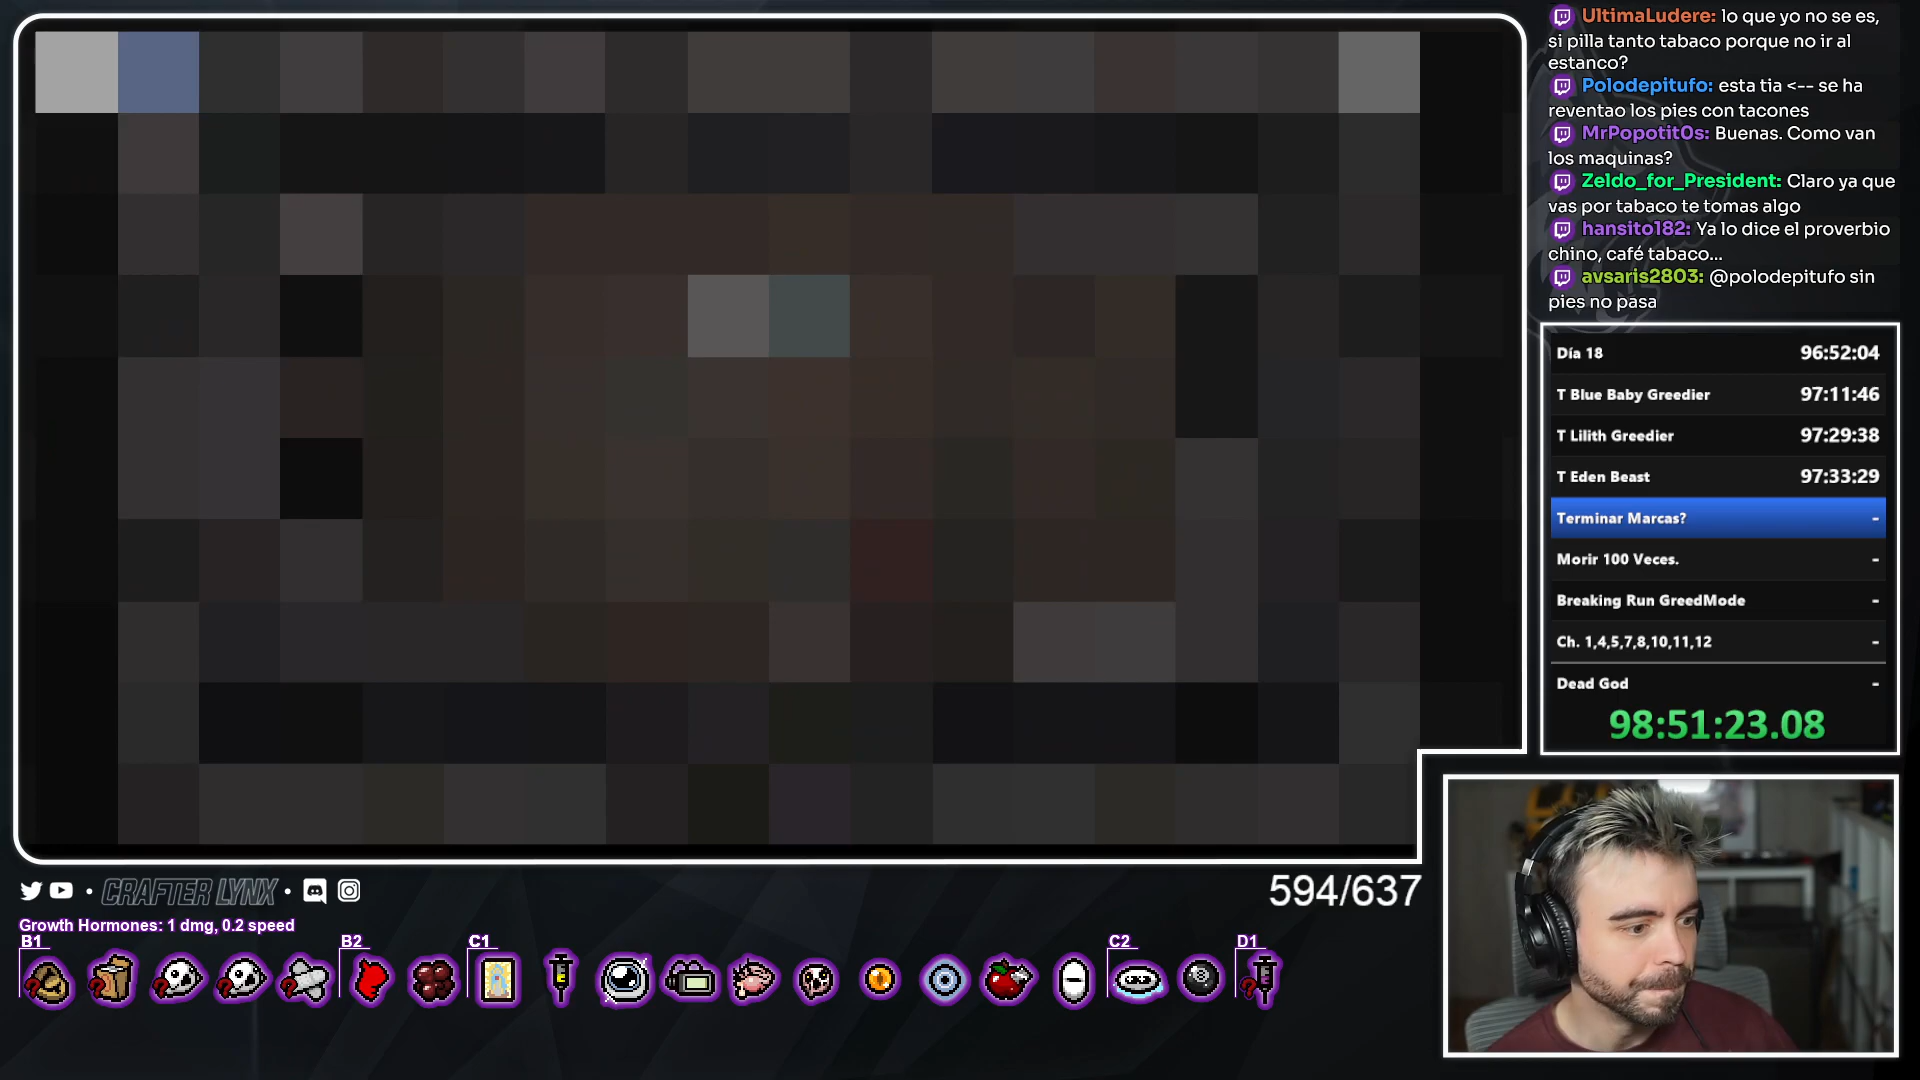 UltimaLudere: lo que yo no se es,
si pilla tanto tabaco porque no ir al
estanco?
Polodepitufo: esta tia <-- se ha
reventao los pies con tacones
MrPopotit0s: Buenas. Como van
los maquinas?
Zeldo_for_President: Claro ya que
vas por tabaco te tomas algo
hansito182: Ya lo dice el proverbio
chino, café tabaco...
avsaris2803: @polodepitufo sin
pies no pasa
Día 18 96:52:04
T Blue Baby Greedier 97:11:46
T Lilith Greedier 97:29:38
T Eden Beast 97:33:29
Terminar Marcas? -
Morir 100 Veces. -
Breaking Run GreedMode -
Ch. 1,4,5,7,8,10,11,12 -
Dead God -
98:51:23.08
CRAFTER LYNX
594/637
Growth Hormones: 1 dmg, 0.2 speed
B1 B2 C1 C2 D1